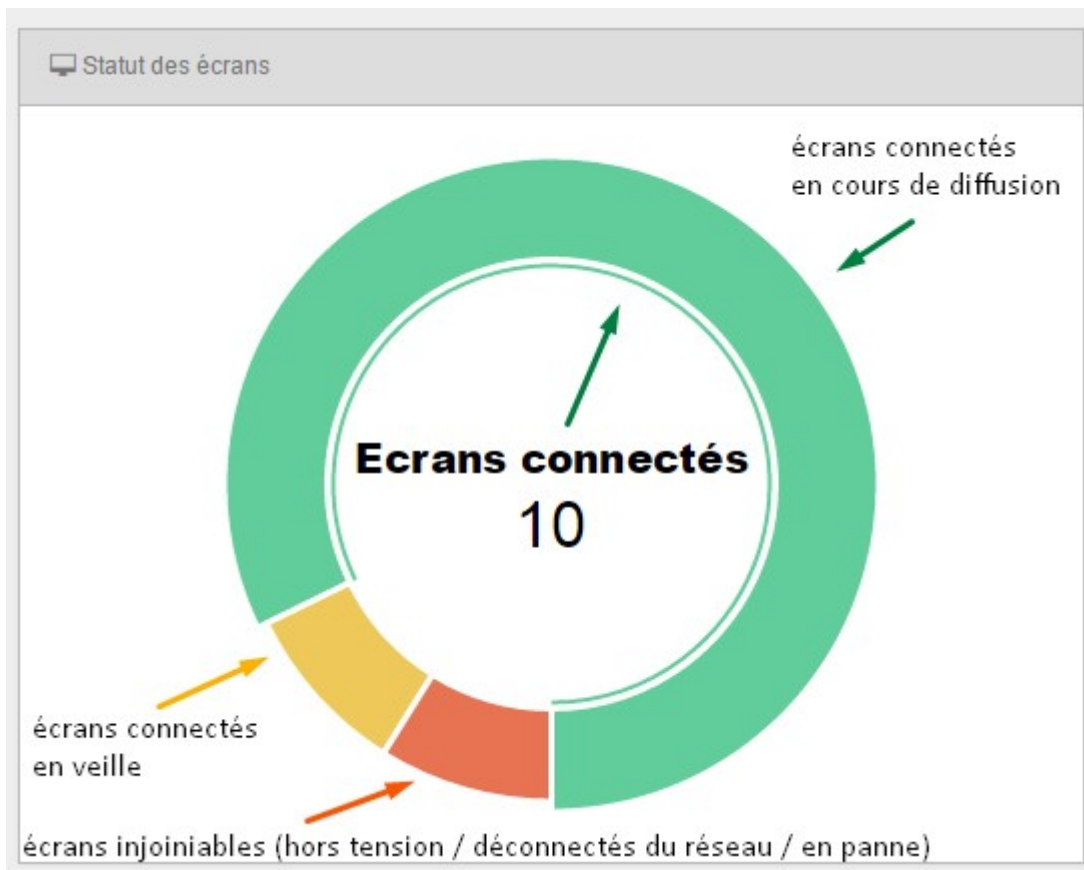 Statut des écrans
écrans connectés
en cours de diffusion
Ecrans connectés
10
écrans connectés
en veille
écrans injoiniables (hors tension / déconnectés du réseau / en panne)